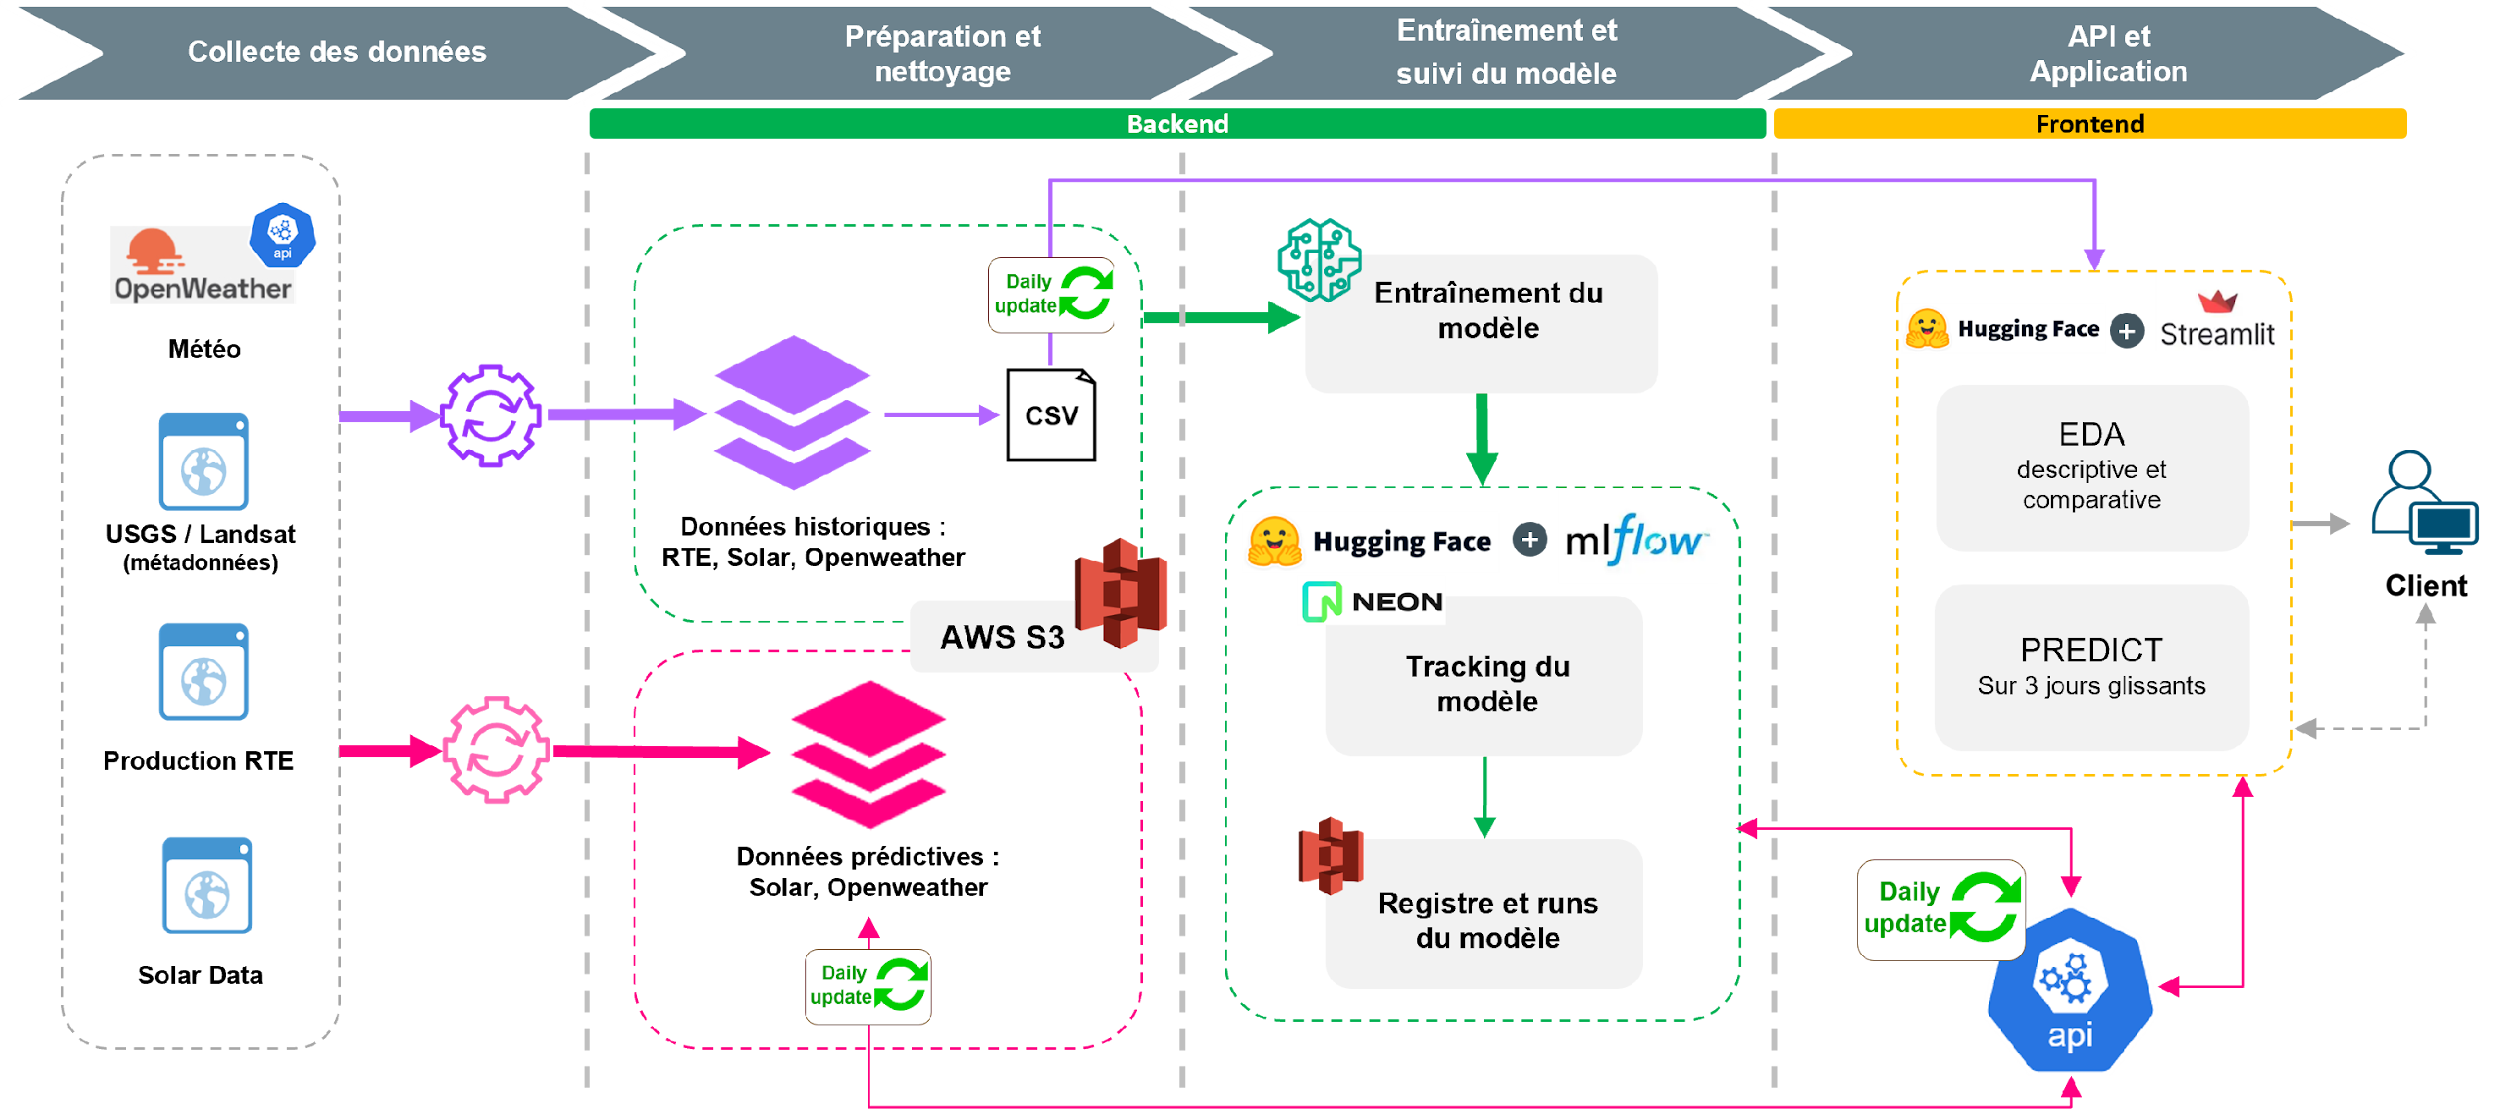 Collecte des données
Préparation et
nettoyage
Entraînement et
suivi du modèle
API et
Application
Backend
Frontend
api
OpenWeather
Météo
USGS / Landsat
(métadonnées)
Production RTE
Solar Data
Daily
update
CSV
Données historiques :
RTE, Solar, Openweather
AWS S3
Données prédictives :
Solar, Openweather
Daily
update
Entraînement du
modèle
Hugging Face + mlflow™
NEON
Tracking du
modèle
Registre et runs
du modèle
Hugging Face + Streamlit
EDA
descriptive et
comparative
PREDICT
Sur 3 jours glissants
Client
Daily
update
api